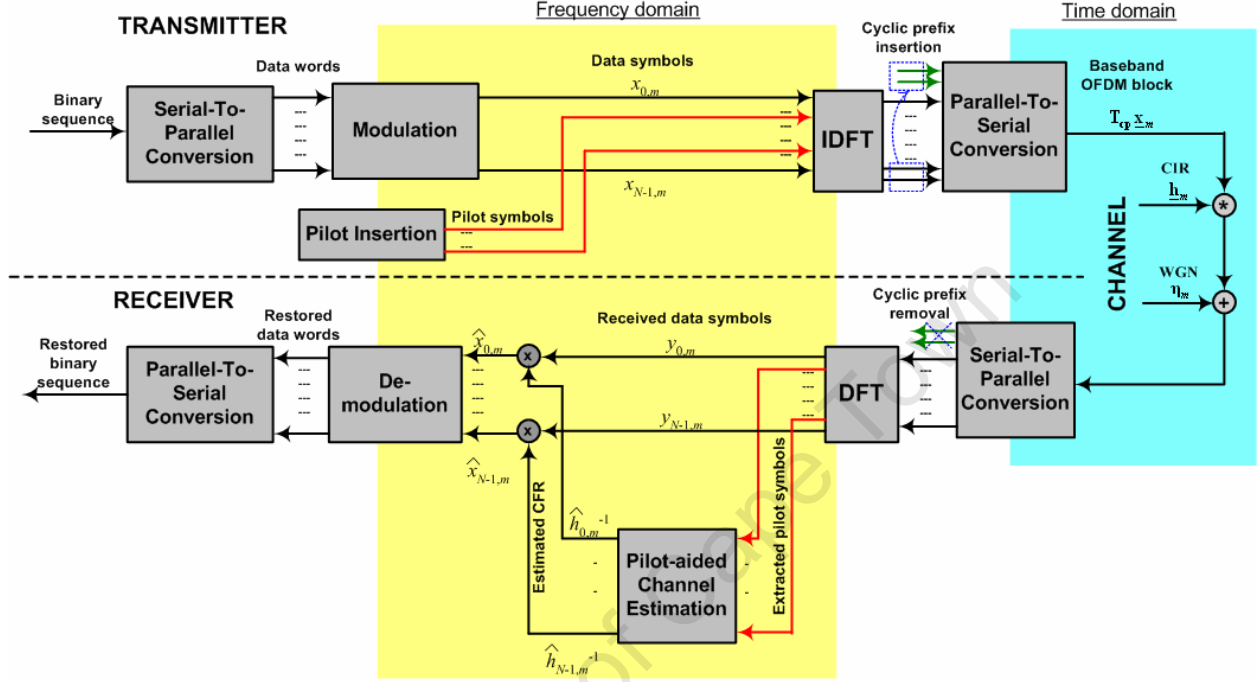 Frequency domain
Time domain
TRANSMITTER
Cyclic prefix
insertion
Data words
Data symbols
Baseband
OFDM block
Binary
sequence
Serial-To-
Parallel
Conversion
---
---
---
---
Modulation
x0,m
---
---
---
---
xN-1,m
IDFT
---
---
---
---
Parallel-To-
Serial
Conversion
Tcp xm
CIR
hm
*
Pilot Insertion
Pilot symbols
---
---
CHANNEL
WGN
ηm
+
RECEIVER
Cyclic prefix
removal
Restored
data words
Received data symbols
Restored
binary
sequence
Parallel-To-
Serial
Conversion
---
---
---
---
De-
modulation
x̂0,m
---
---
---
---
x̂N-1,m
x
x
y0,m
yN-1,m
---
---
---
---
DFT
---
---
---
---
Serial-To-
Parallel
Conversion
Estimated CFR
ĥ0,m-1
-
-
ĥN-1,m-1
Pilot-aided
Channel
Estimation
-
-
Extracted pilot symbols
of Cape Town